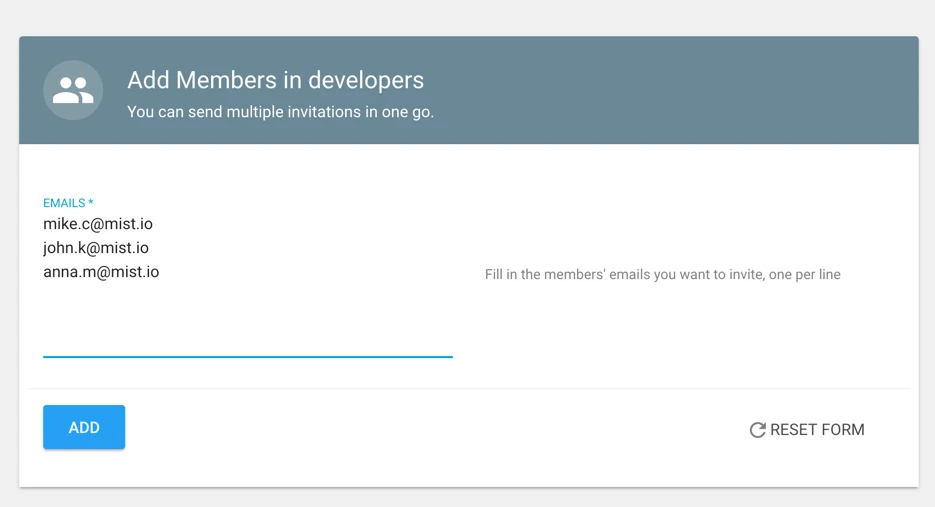 Add Members in developers
You can send multiple invitations in one go.
EMAILS *
mike.c@mist.io
john.k@mist.io
anna.m@mist.io
Fill in the members' emails you want to invite, one per line
ADD
RESET FORM